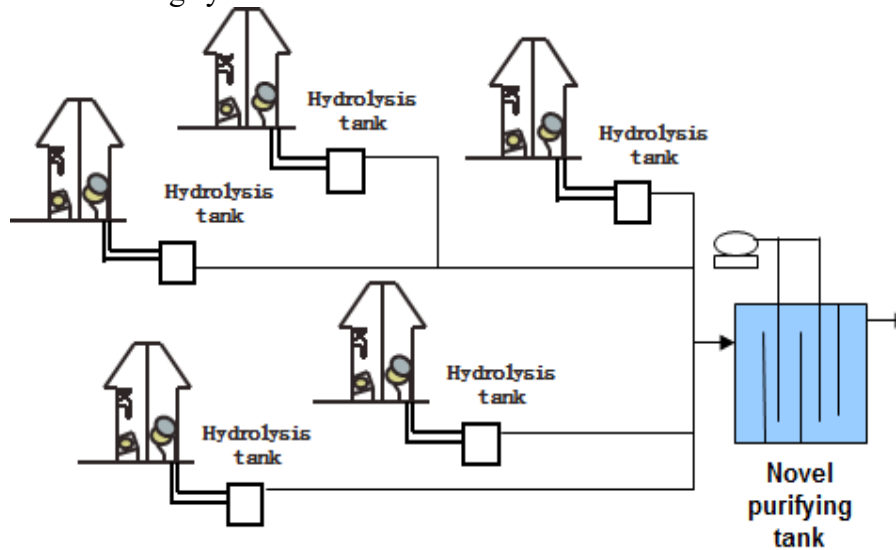 Hydrolysis
tank
Hydrolysis
tank
Hydrolysis
tank
Hydrolysis
tank
Hydrolysis
tank
Novel
purifying
tank